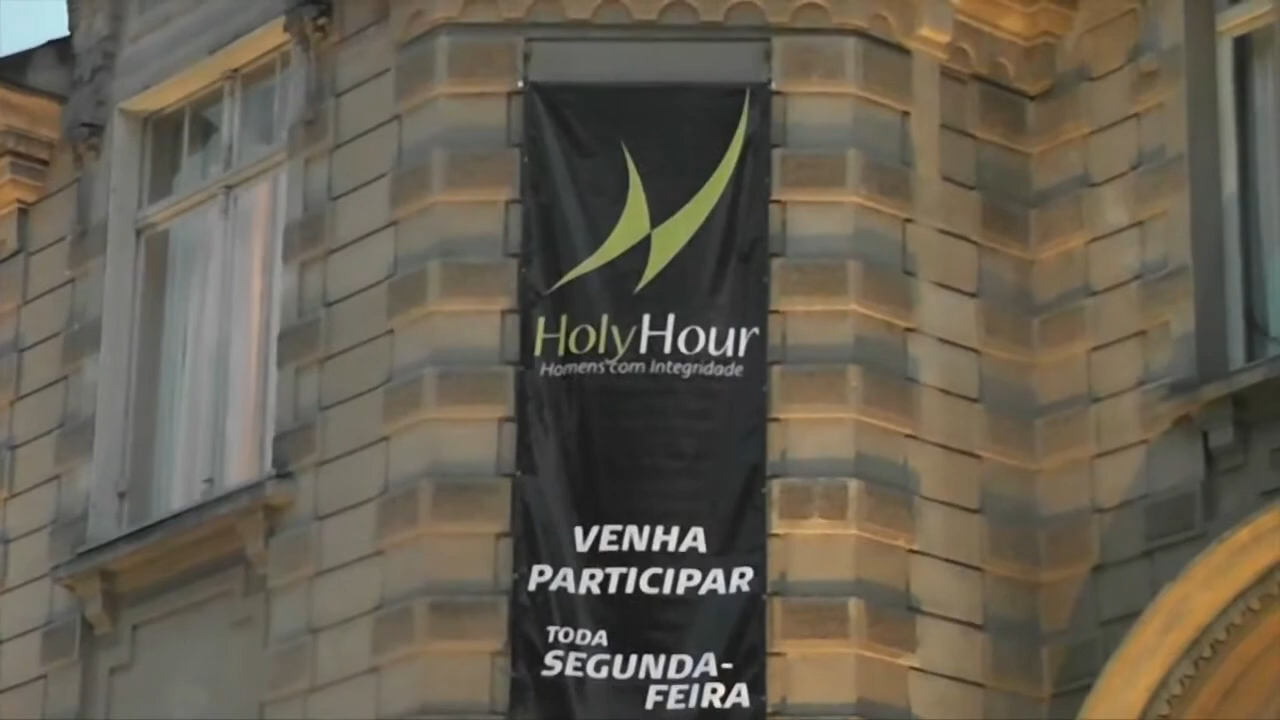 HolyHour
Homens com Integridade
VENHA
PARTICIPAR
TODA
SEGUNDA-
FEIRA